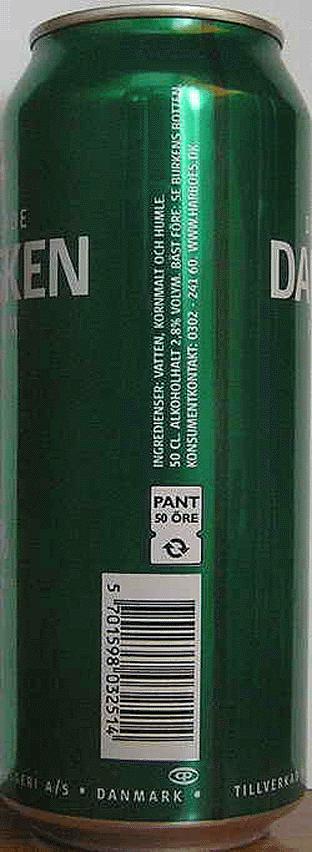 KEN
DA
INGREDIENSER: VATTEN, KORNMALT OCH HUMLE.
50 CL. ALKOHOLHALT 2,8% VOLYM. BÄST FÖRE: SE BURKENS BOTTEN
KONSUMENTKONTAKT: 0302 - 241 60. WWW.HARBOES.DK
PANT
50 ÖRE
5 701598 032514
GERI A/S • DANMARK • TILLVERKAD